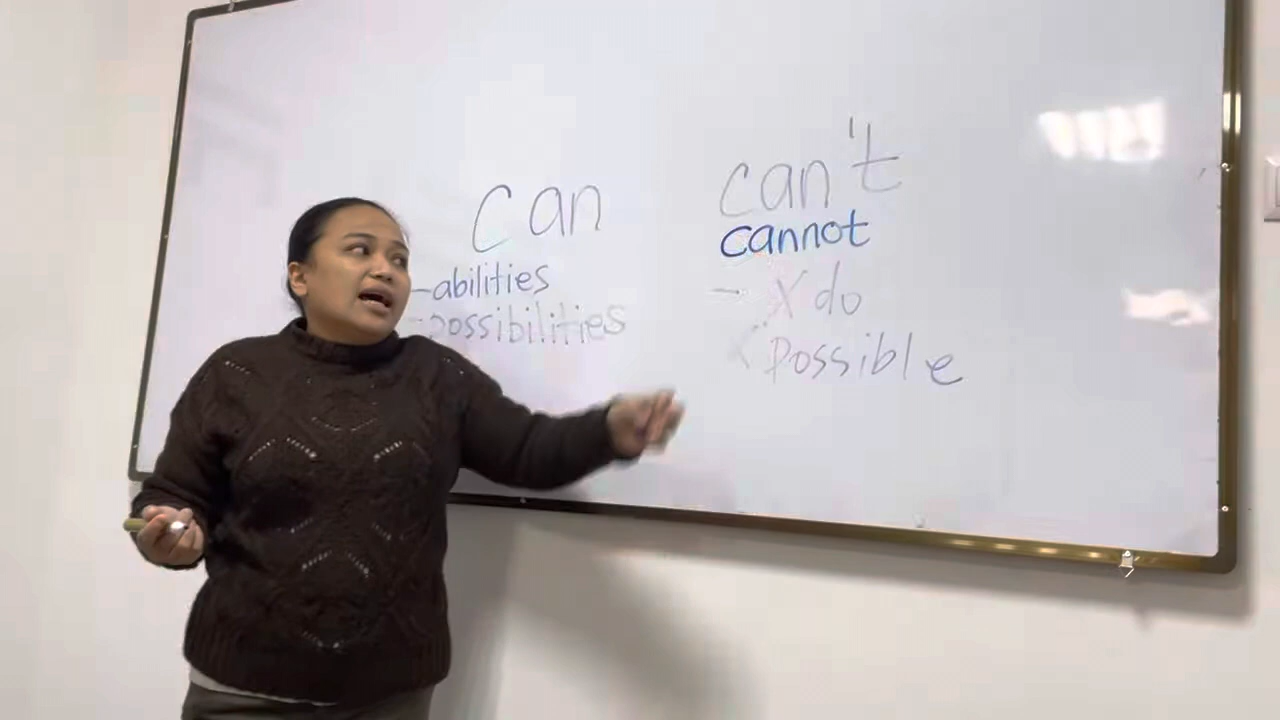 can
- abilities
- possibilities
can't
cannot
- X do
X possible